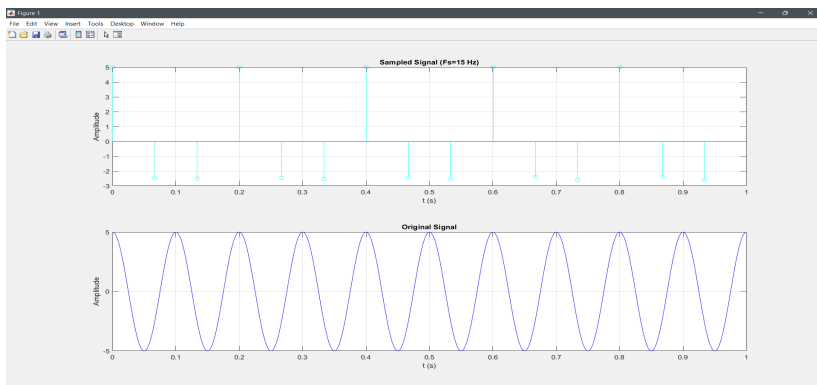 Figure 1
File Edit View Insert Tools Desktop Window Help
Sampled Signal (Fs=15 Hz)
Amplitude
5
4
3
2
1
0
-1
-2
-3
0 0.1 0.2 0.3 0.4 0.5 0.6 0.7 0.8 0.9 1
t (s)
Original Signal
Amplitude
5
0
-5
0 0.1 0.2 0.3 0.4 0.5 0.6 0.7 0.8 0.9 1
t (s)